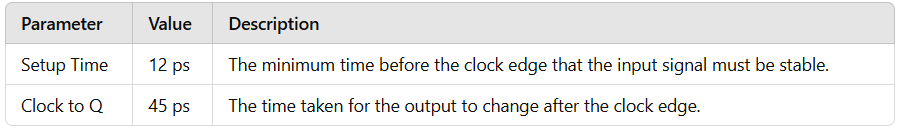 Parameter Value Description
Setup Time 12 ps The minimum time before the clock edge that the input signal must be stable.
Clock to Q 45 ps The time taken for the output to change after the clock edge.